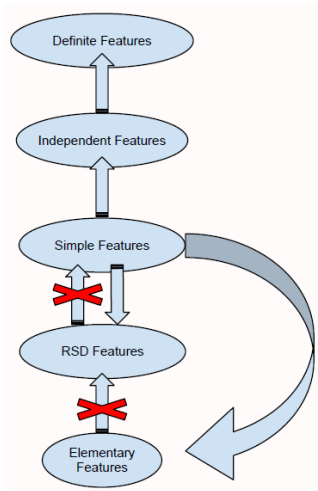 Definite Features
Independent Features
Simple Features
RSD Features
Elementary
Features